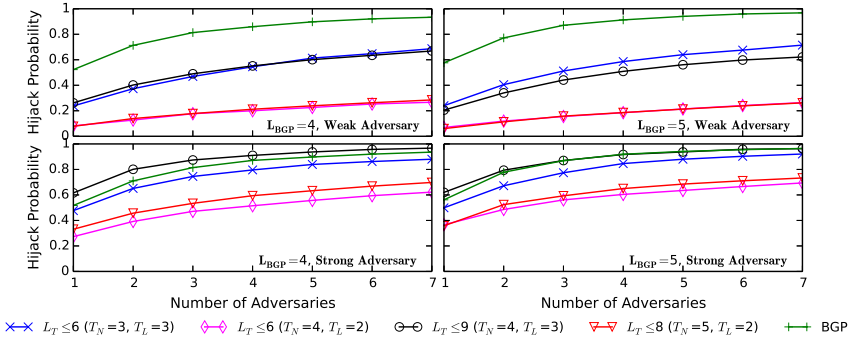 1
0.8
0.6
0.4
0.2
0
Hijack Probability
L_BGP=4, Weak Adversary
L_BGP=5, Weak Adversary
1
0.8
0.6
0.4
0.2
0
Hijack Probability
L_BGP=4, Strong Adversary
L_BGP=5, Strong Adversary
1 2 3 4 5 6 7 1 2 3 4 5 6 7
Number of Adversaries Number of Adversaries
L_T≤6 (T_N=3, T_L=3) L_T≤6 (T_N=4, T_L=2) L_T≤9 (T_N=4, T_L=3) L_T≤8 (T_N=5, T_L=2) BGP